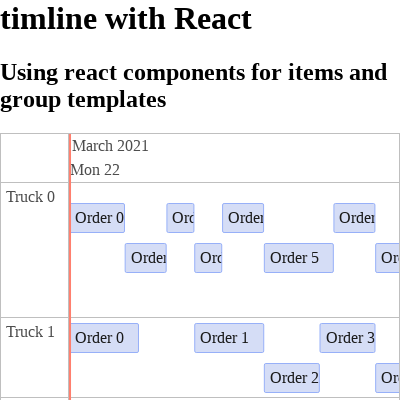 timline with React
Using react components for items and
group templates
March 2021
Mon 22
Truck 0
Order 0
Orc
Order
Order
Order
Orc
Order 5
Or
Truck 1
Order 0
Order 1
Order 3
Order 2
Or